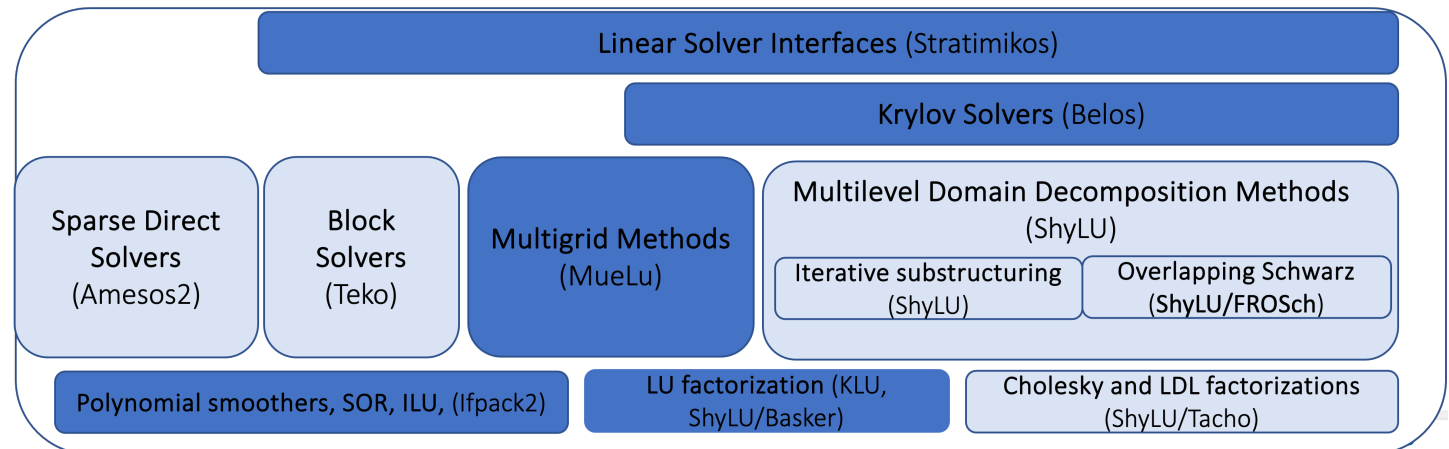 Linear Solver Interfaces (Stratimikos)
Krylov Solvers (Belos)
Sparse Direct
Solvers
(Amesos2)
Block
Solvers
(Teko)
Multigrid Methods
(MueLu)
Multilevel Domain Decomposition Methods
(ShyLU)
Iterative substructuring
(ShyLU)
Overlapping Schwarz
(ShyLU/FROSch)
Polynomial smoothers, SOR, ILU, (Ifpack2)
LU factorization (KLU,
ShyLU/Basker)
Cholesky and LDL factorizations
(ShyLU/Tacho)